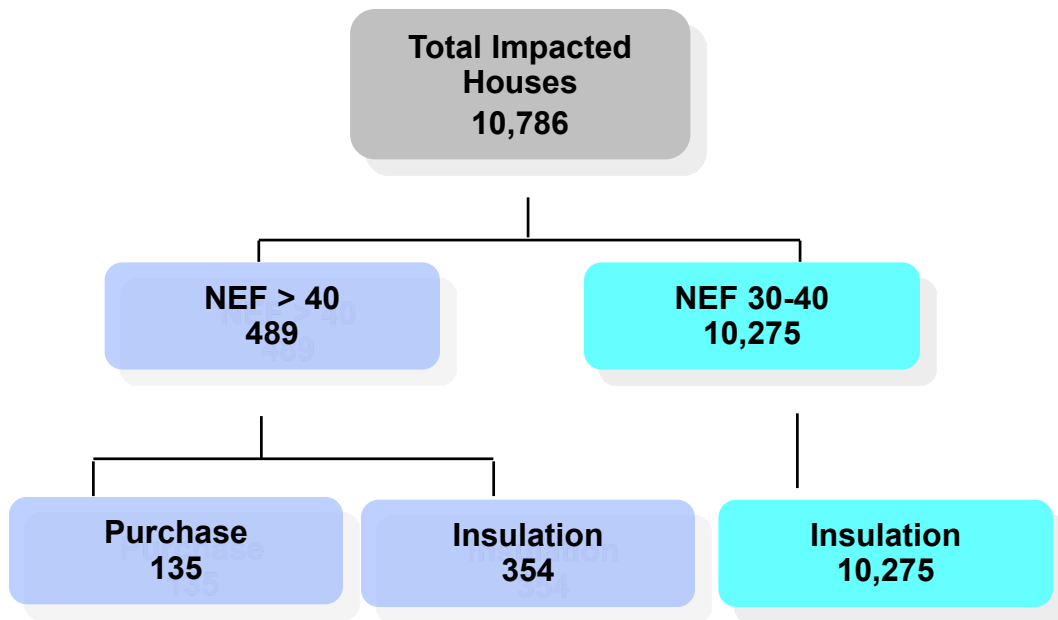 Total Impacted
Houses
10,786
NEF > 40
489
NEF 30-40
10,275
Purchase
135
Insulation
354
Insulation
10,275